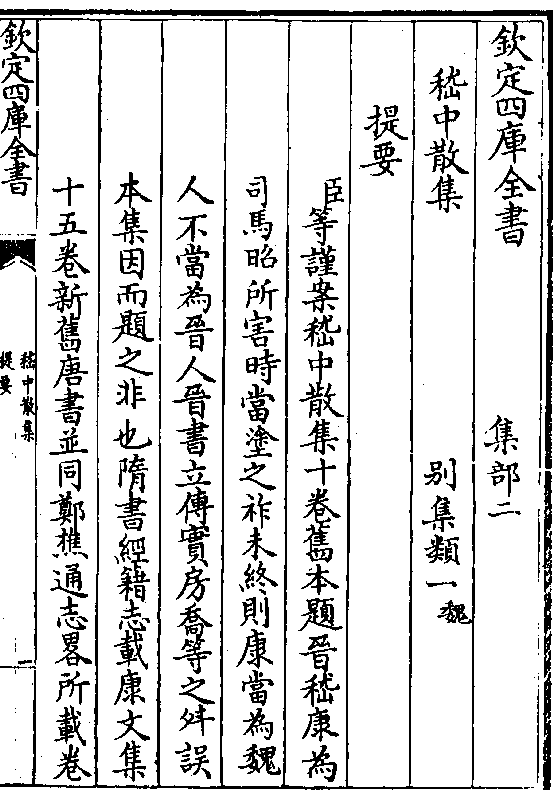 欽定四庫全書　集部二
嵇中散集　別集類一魏
提要
臣等謹案嵇中散集十卷舊本題晉嵇康為
司馬昭所害時當塗之祚未終則康當為魏
人不當為晉人晉書立傳實房喬等之舛誤
本集因而題之非也隋書經籍志載康文集
十五卷新舊唐書並同鄭樵通志畧所載卷
欽定四庫全書
嵇中散集
提要
一